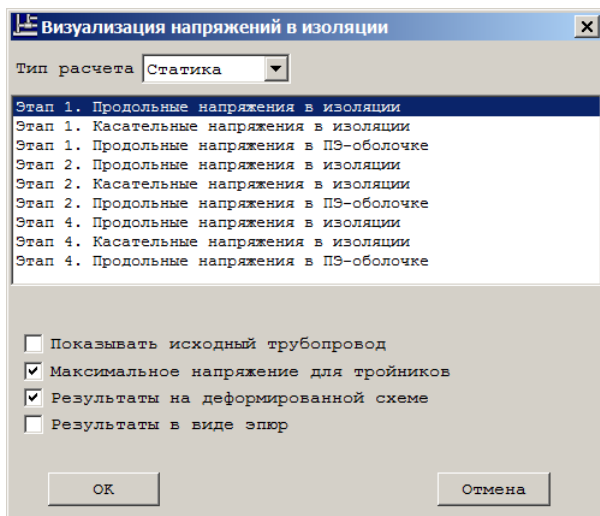 Визуализация напряжений в изоляции
Тип расчета Статика
Этап 1. Продольные напряжения в изоляции
Этап 1. Касательные напряжения в изоляции
Этап 1. Продольные напряжения в ПЭ-оболочке
Этап 2. Продольные напряжения в изоляции
Этап 2. Касательные напряжения в изоляции
Этап 2. Продольные напряжения в ПЭ-оболочке
Этап 4. Продольные напряжения в изоляции
Этап 4. Касательные напряжения в изоляции
Этап 4. Продольные напряжения в ПЭ-оболочке
Показывать исходный трубопровод
Максимальное напряжение для тройников
Результаты на деформированной схеме
Результаты в виде эпюр
OK Отмена